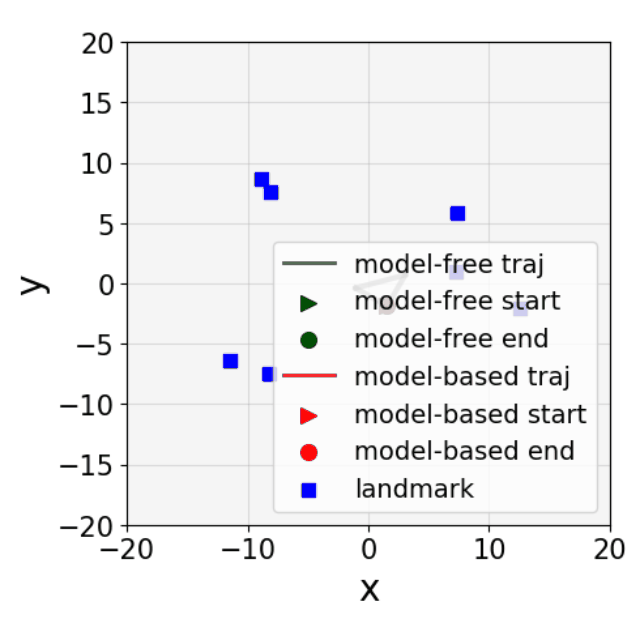 20
15
10
5
0
−5
−10
−15
−20
y
model-free traj
model-free start
model-free end
model-based traj
model-based start
model-based end
landmark
−20 −10 0 10 20
x